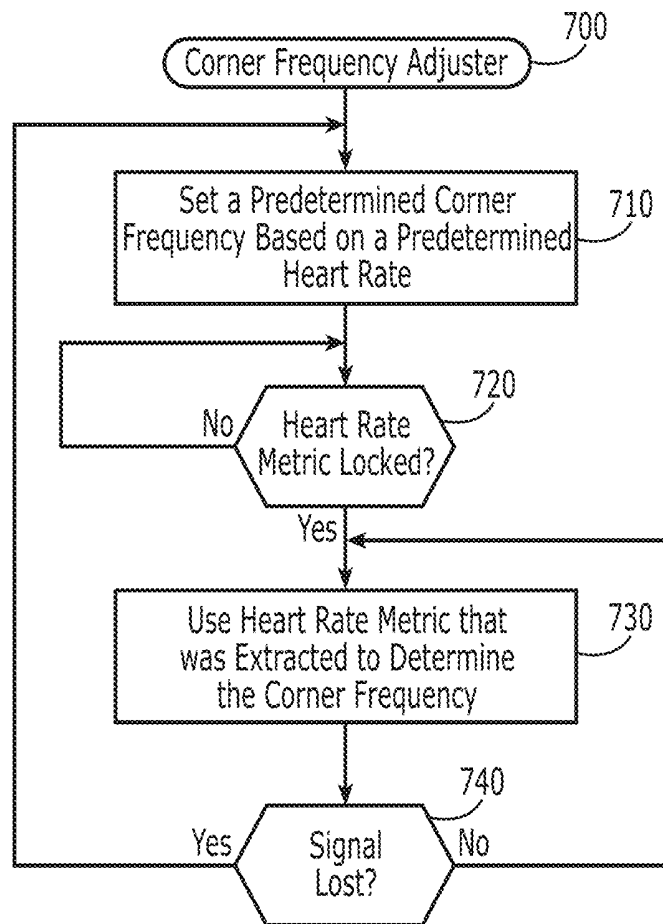 700
Corner Frequency Adjuster
Set a Predetermined Corner
Frequency Based on a Predetermined
Heart Rate
710
720
No
Heart Rate
Metric Locked?
Yes
Use Heart Rate Metric that
was Extracted to Determine
the Corner Frequency
730
740
Yes
Signal
Lost?
No